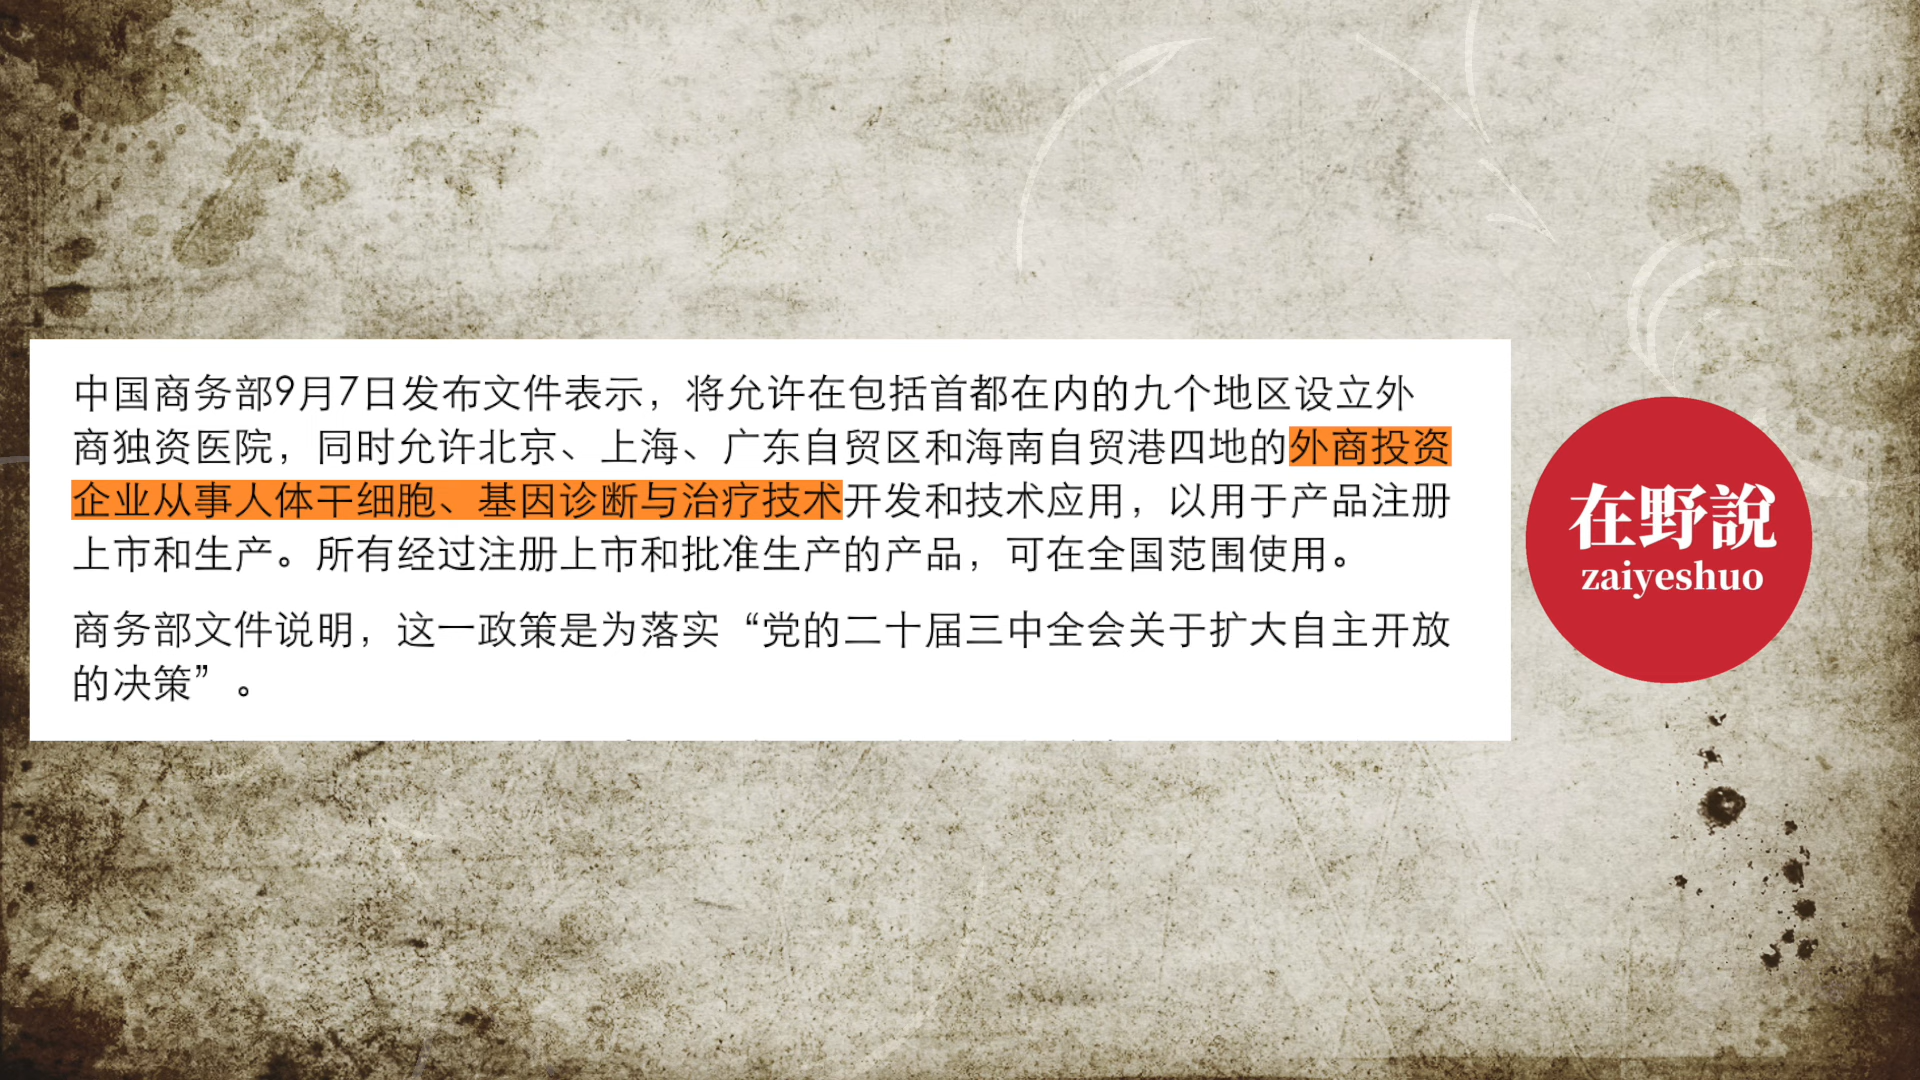 中国商务部9月7日发布文件表示，将允许在包括首都在内的九个地区设立外
商独资医院，同时允许北京、上海、广东自贸区和海南自贸港四地的外商投资
企业从事人体干细胞、基因诊断与治疗技术开发和技术应用，以用于产品注册
上市和生产。所有经过注册上市和批准生产的产品，可在全国范围使用。
商务部文件说明，这一政策是为落实“党的二十届三中全会关于扩大自主开放
的决策”。
在野說
zaiyeshuo